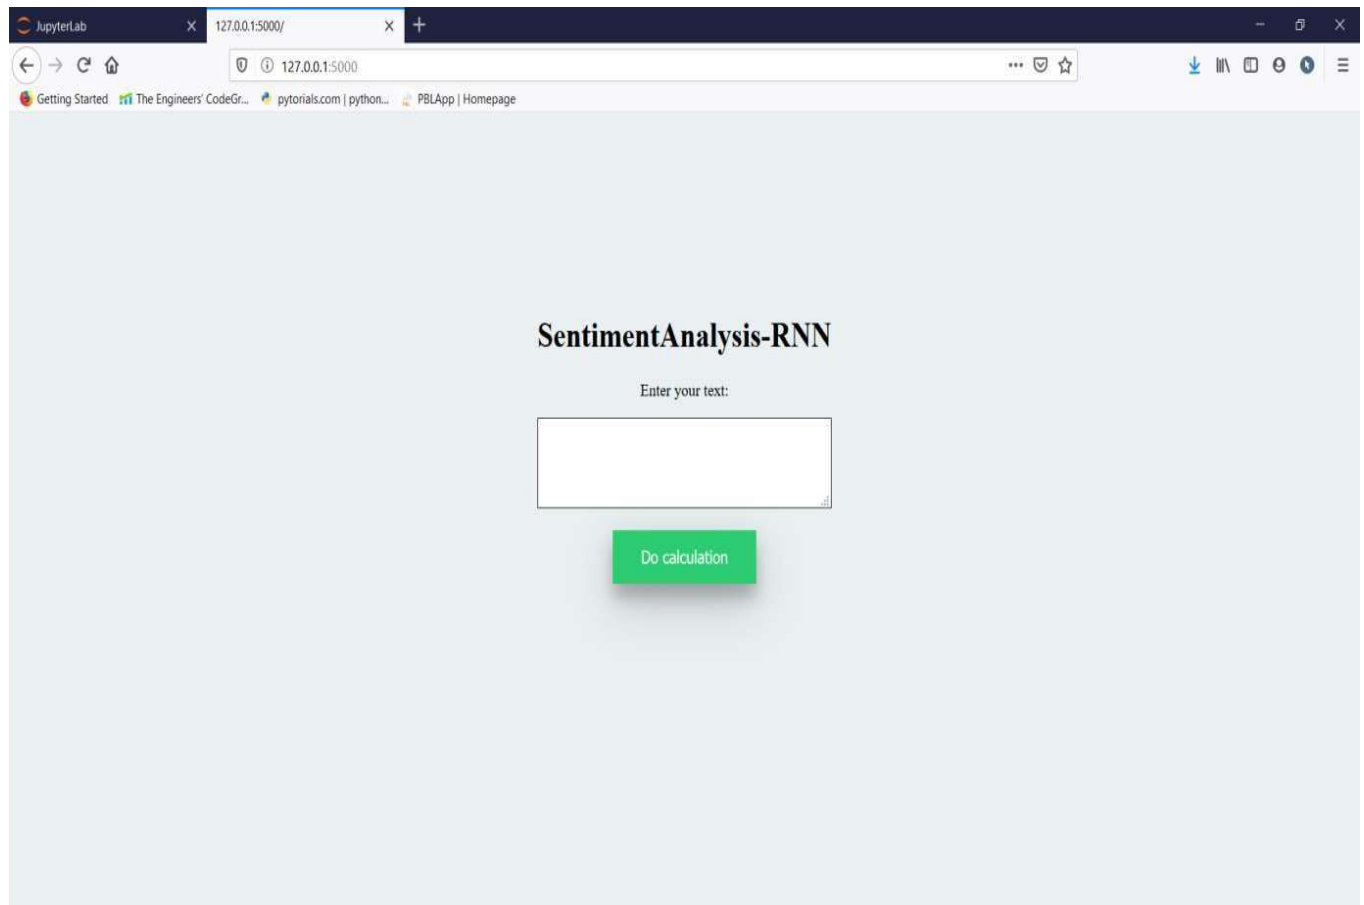 JupyterLab
127.0.0.1:5000/
127.0.0.1:5000
Getting Started The Engineers' CodeGr... pytorials.com | python... PBLApp | Homepage
SentimentAnalysis-RNN
Enter your text:
Do calculation